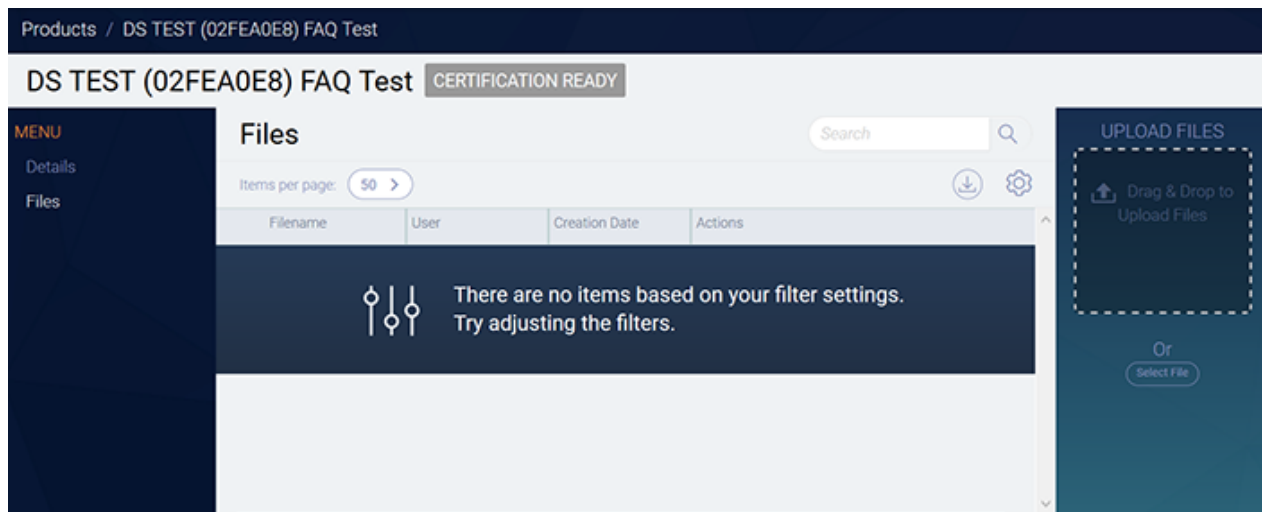 Products / DS TEST (02FEA0E8) FAQ Test
DS TEST (02FEA0E8) FAQ Test CERTIFICATION READY
MENU
Details
Files
Files
Search
Items per page: 50
Filename User Creation Date Actions
There are no items based on your filter settings.
Try adjusting the filters.
UPLOAD FILES
Drag & Drop to
Upload Files
Or
Select File